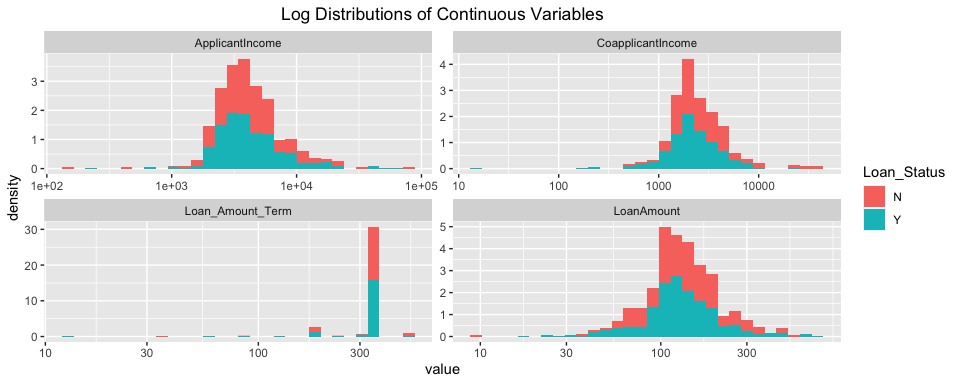 Log Distributions of Continuous Variables
ApplicantIncome
CoapplicantIncome
3
2
1
0
1e+02 1e+03 1e+04 1e+05
4
3
2
1
0
10 100 1000 10000
density
Loan_Amount_Term
LoanAmount
30
20
10
0
10 30 100 300
5
4
3
2
1
0
10 30 100 300
value
Loan_Status
N
Y